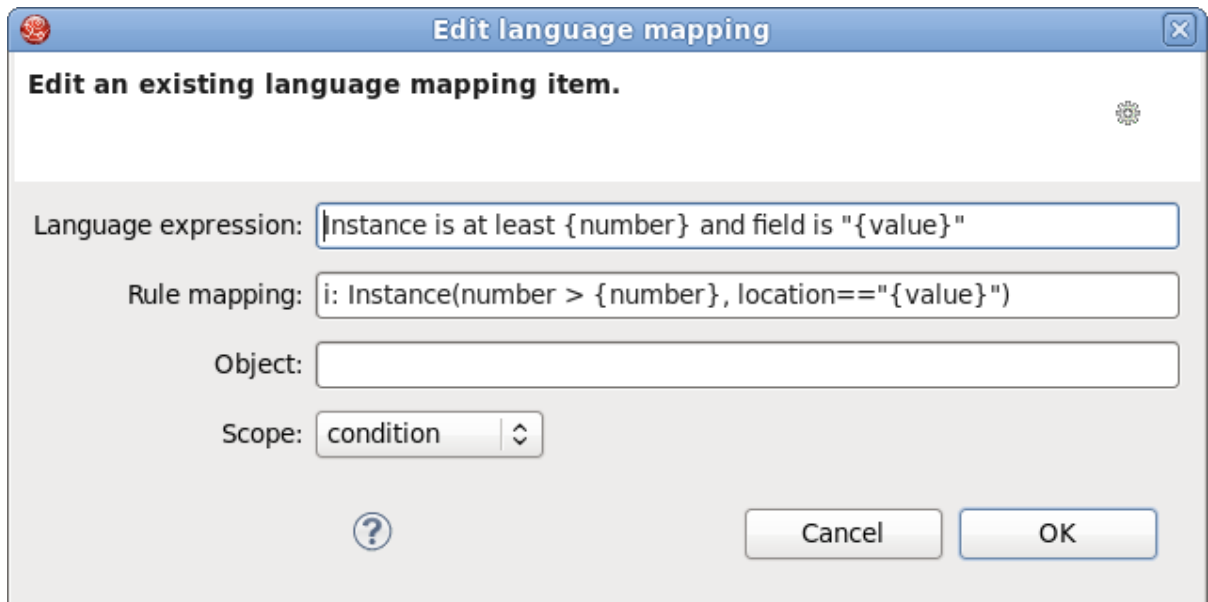 Edit language mapping
Edit an existing language mapping item.
Language expression: Instance is at least {number} and field is "{value}"
Rule mapping: i: Instance(number > {number}, location=="{value}")
Object:
Scope: condition
? Cancel OK